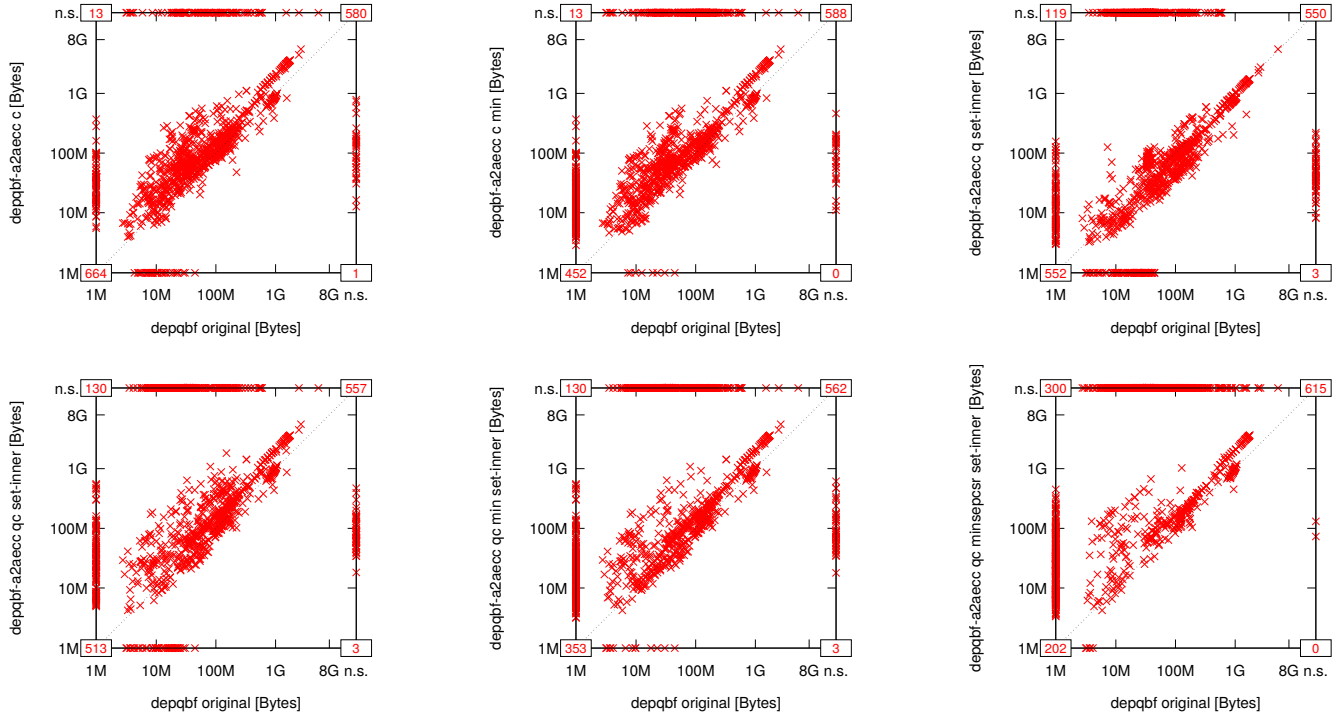 n.s. 13 580
8G
1G
100M
10M
1M 664 1
1M 10M 100M 1G 8G n.s.
depqbf original [Bytes]
depqbf-a2aecc c [Bytes]
n.s. 13 588
8G
1G
100M
10M
1M 452 0
1M 10M 100M 1G 8G n.s.
depqbf original [Bytes]
depqbf-a2aecc c min [Bytes]
n.s. 119 550
8G
1G
100M
10M
1M 552 3
1M 10M 100M 1G 8G n.s.
depqbf original [Bytes]
depqbf-a2aecc q set-inner [Bytes]
n.s. 130 557
8G
1G
100M
10M
1M 513 3
1M 10M 100M 1G 8G n.s.
depqbf original [Bytes]
depqbf-a2aecc qc set-inner [Bytes]
n.s. 130 562
8G
1G
100M
10M
1M 353 3
1M 10M 100M 1G 8G n.s.
depqbf original [Bytes]
depqbf-a2aecc qc min set-inner [Bytes]
n.s. 300 615
8G
1G
100M
10M
1M 202 0
1M 10M 100M 1G 8G n.s.
depqbf original [Bytes]
depqbf-a2aecc qc minsepcsr set-inner [Bytes]